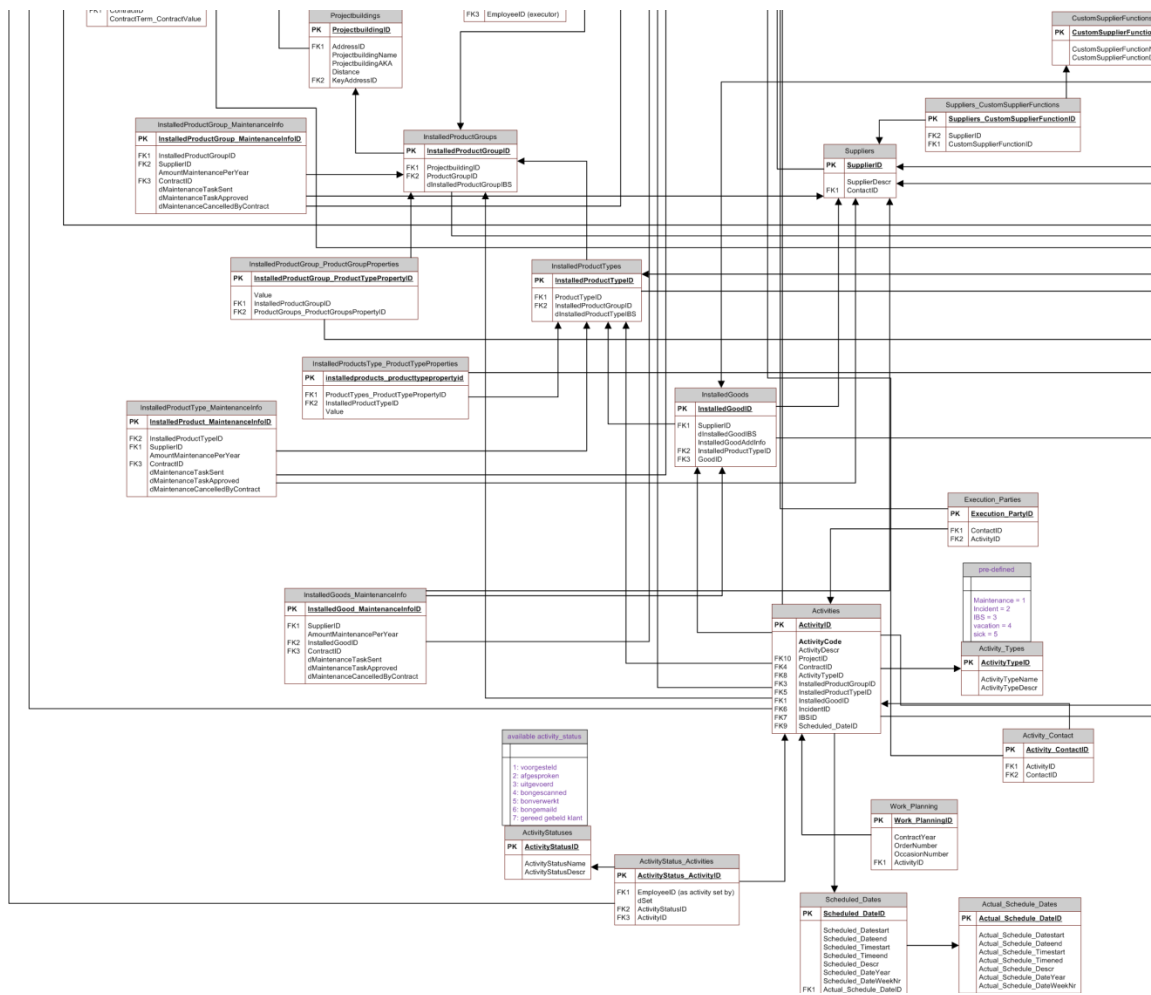 FK1 ContractID
ContractTerm_ContractValue
Projectbuildings
PK ProjectbuildingID
FK1 AddressID
ProjectbuildingName
ProjectbuildingAKA
Distance
FK2 KeyAddressID
FK3 EmployeeID (executor)
CustomSupplierFunctions
PK CustomSupplierFunction
CustomSupplierFunction
CustomSupplierFunction
Suppliers_CustomSupplierFunctions
PK Suppliers_CustomSupplierFunctionID
FK2 SupplierID
FK1 CustomSupplierFunctionID
InstalledProductGroup_MaintenanceInfo
PK InstalledProductGroup_MaintenanceInfoID
FK1 InstalledProductGroupID
FK2 SupplierID
AmountMaintenancePerYear
FK3 ContractID
dMaintenanceTaskSent
dMaintenanceTaskApproved
dMaintenanceCancelledByContract
InstalledProductGroups
PK InstalledProductGroupID
FK1 ProjectbuildingID
FK2 ProductGroupID
dInstalledProductGroupIBS
Suppliers
PK SupplierID
SupplierDescr
FK1 ContactID
InstalledProductGroup_ProductGroupProperties
PK InstalledProductGroup_ProductTypePropertyID
Value
FK1 InstalledProductGroupID
FK2 ProductGroups_ProductGroupsPropertyID
InstalledProductTypes
PK InstalledProductTypeID
FK1 ProductTypeID
FK2 InstalledProductGroupID
dInstalledProductTypeIBS
InstalledProductsType_ProductTypeProperties
PK installedproducts_producttypepropertyid
FK1 ProductTypes_ProductTypePropertyID
FK2 InstalledProductTypeID
Value
InstalledGoods
PK InstalledGoodID
FK1 SupplierID
dInstalledGoodIBS
InstalledGoodAddInfo
FK2 InstalledProductTypeID
FK3 GoodID
InstalledProductType_MaintenanceInfo
PK InstalledProduct_MaintenanceInfoID
FK2 InstalledProductTypeID
FK1 SupplierID
AmountMaintenancePerYear
FK3 ContractID
dMaintenanceTaskSent
dMaintenanceTaskApproved
dMaintenanceCancelledByContract
Execution_Parties
PK Execution_PartyID
FK1 ContactID
FK2 ActivityID
pre-defined
Maintenance = 1
Incident = 2
IBS = 3
vacation = 4
sick = 5
Activity_Types
PK ActivityTypeID
ActivityTypeName
ActivityTypeDescr
InstalledGoods_MaintenanceInfo
PK InstalledGood_MaintenanceInfoID
FK1 SupplierID
AmountMaintenancePerYear
FK2 InstalledGoodID
FK3 ContractID
dMaintenanceTaskSent
dMaintenanceTaskApproved
dMaintenanceCancelledByContract
Activities
PK ActivityID
ActivityCode
ActivityDescr
FK10 ProjectID
FK4 ContractID
FK8 ActivityTypeID
FK3 InstalledProductGroupID
FK5 InstalledProductTypeID
FK1 InstalledGoodID
FK6 IncidentID
FK7 IBSID
FK9 Scheduled_DateID
Activity_Contact
PK Activity_ContactID
FK1 ActivityID
FK2 ContactID
available activity_status
1: voorgesteld
2: afgesproken
3: uitgevoerd
4: bongescanned
5: bonverwerkt
6: bongemaild
7: gereed gebeld klant
ActivityStatuses
PK ActivityStatusID
ActivityStatusName
ActivityStatusDescr
ActivityStatus_Activities
PK ActivityStatus_ActivityID
FK1 EmployeeID (as activity set by)
dSet
FK2 ActivityStatusID
FK3 ActivityID
Work_Planning
PK Work_PlanningID
ContractYear
OrderNumber
OccasionNumber
FK1 ActivityID
Scheduled_Dates
PK Scheduled_DateID
Scheduled_Datestart
Scheduled_Dateend
Scheduled_Timestart
Scheduled_Timeend
Scheduled_Descr
Scheduled_DateYear
Scheduled_DateWeekNr
FK1 Actual_Schedule_DateID
Actual_Schedule_Dates
PK Actual_Schedule_DateID
Actual_Schedule_Datestart
Actual_Schedule_Dateend
Actual_Schedule_Timestart
Actual_Schedule_Timened
Actual_Schedule_Descr
Actual_Schedule_DateYear
Actual_Schedule_DateWeekNr